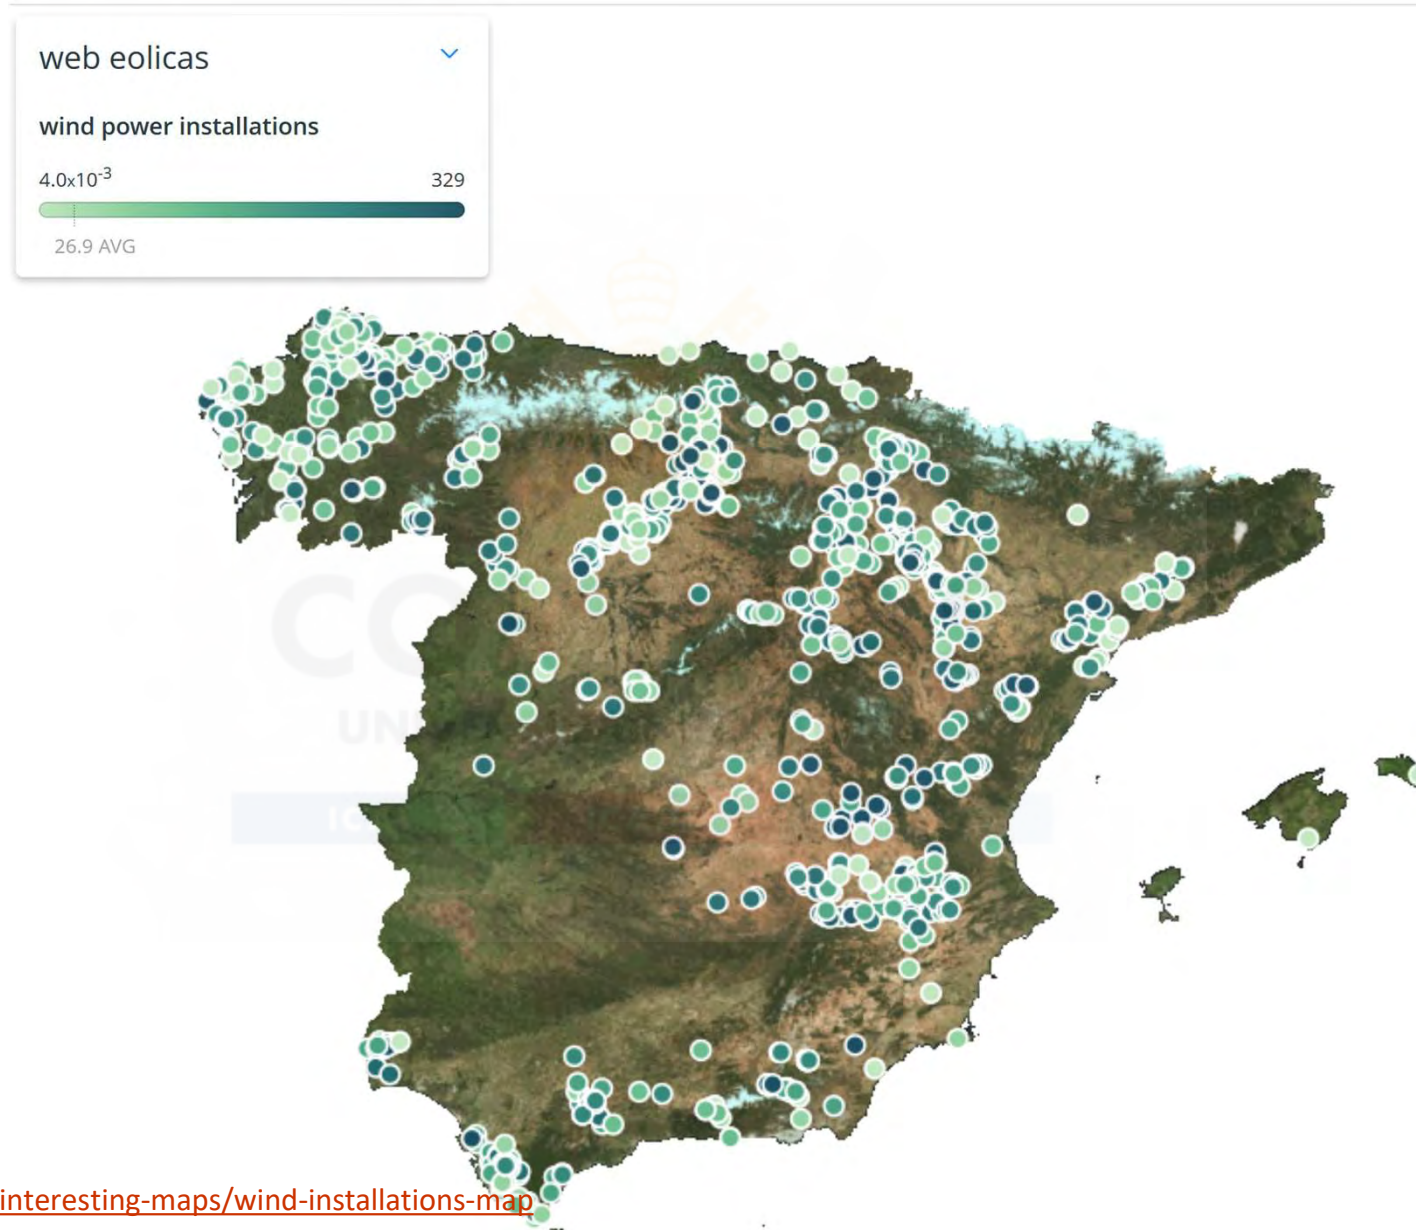 web eolicas
wind power installations
4.0x10-3 329
26.9 AVG
interesting-maps/wind-installations-map